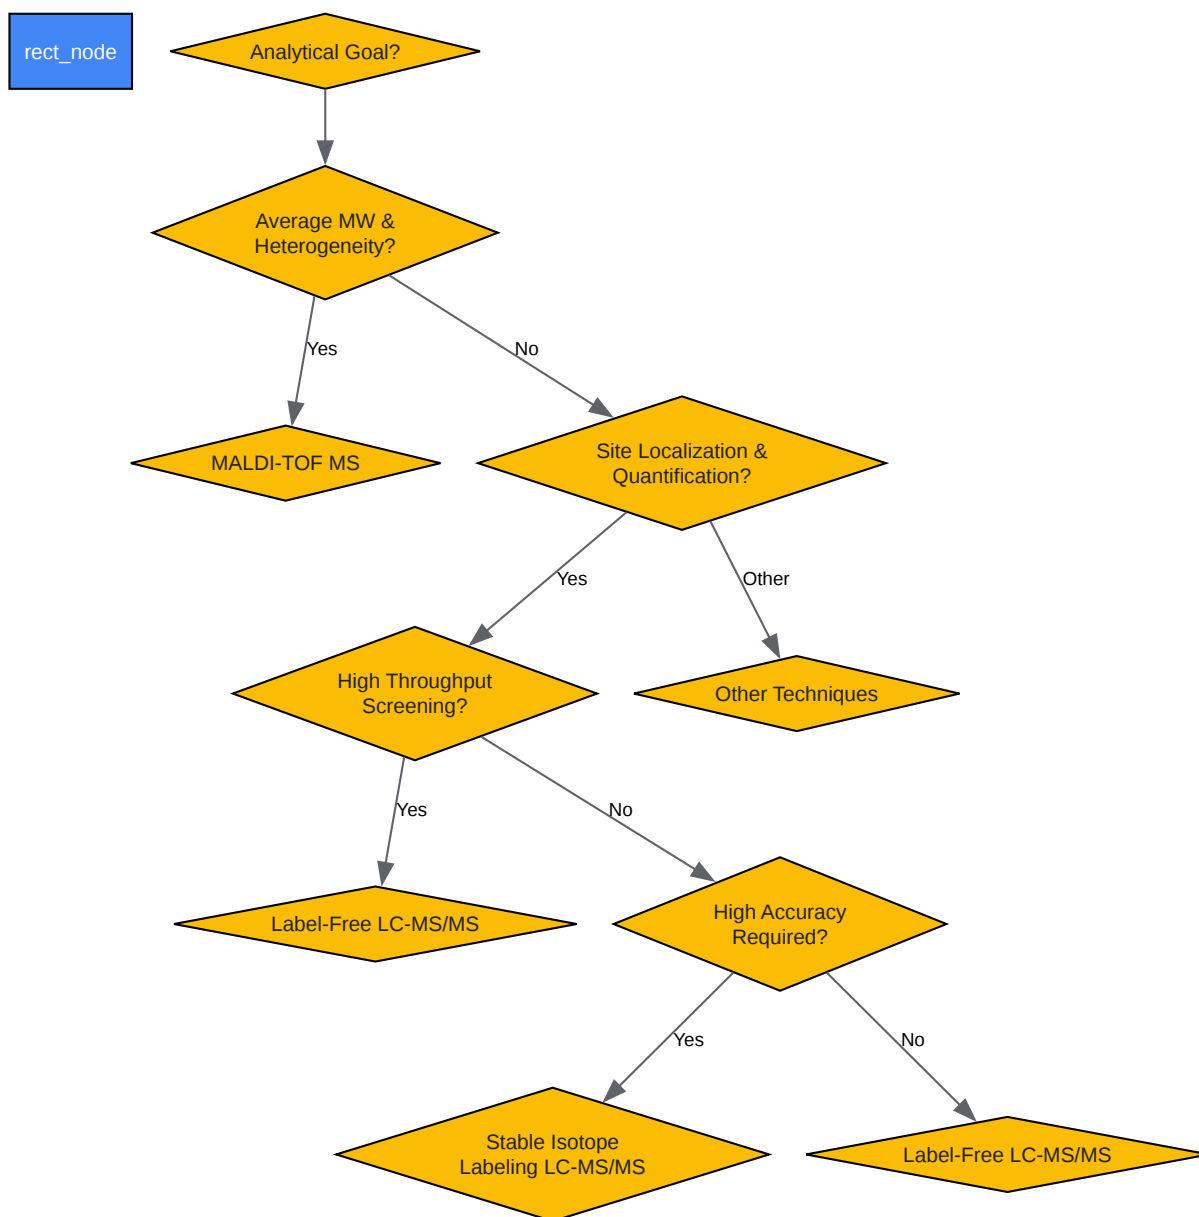 rect_node
Analytical Goal?
Average MW &
Heterogeneity?
Yes
No
MALDI-TOF MS
Site Localization &
Quantification?
Yes
Other
High Throughput
Screening?
Other Techniques
Yes
No
Label-Free LC-MS/MS
High Accuracy
Required?
Yes
No
Stable Isotope
Labeling LC-MS/MS
Label-Free LC-MS/MS